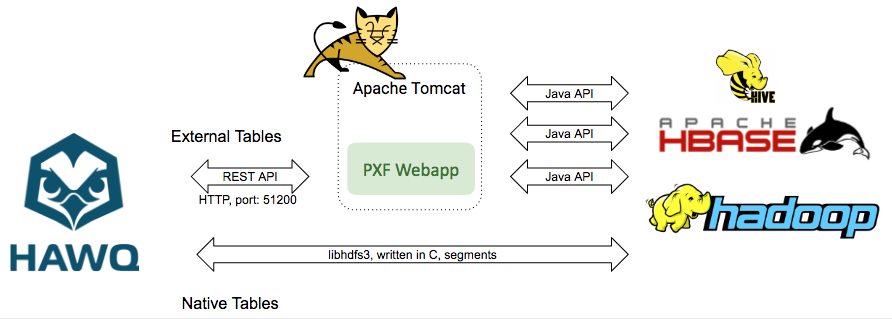 Apache Tomcat
External Tables
REST API
HTTP, port: 51200
PXF Webapp
Java API
Java API
Java API
HIVE
APACHE
HBASE
hadoop
HAWQ
libhdfs3, written in C, segments
Native Tables